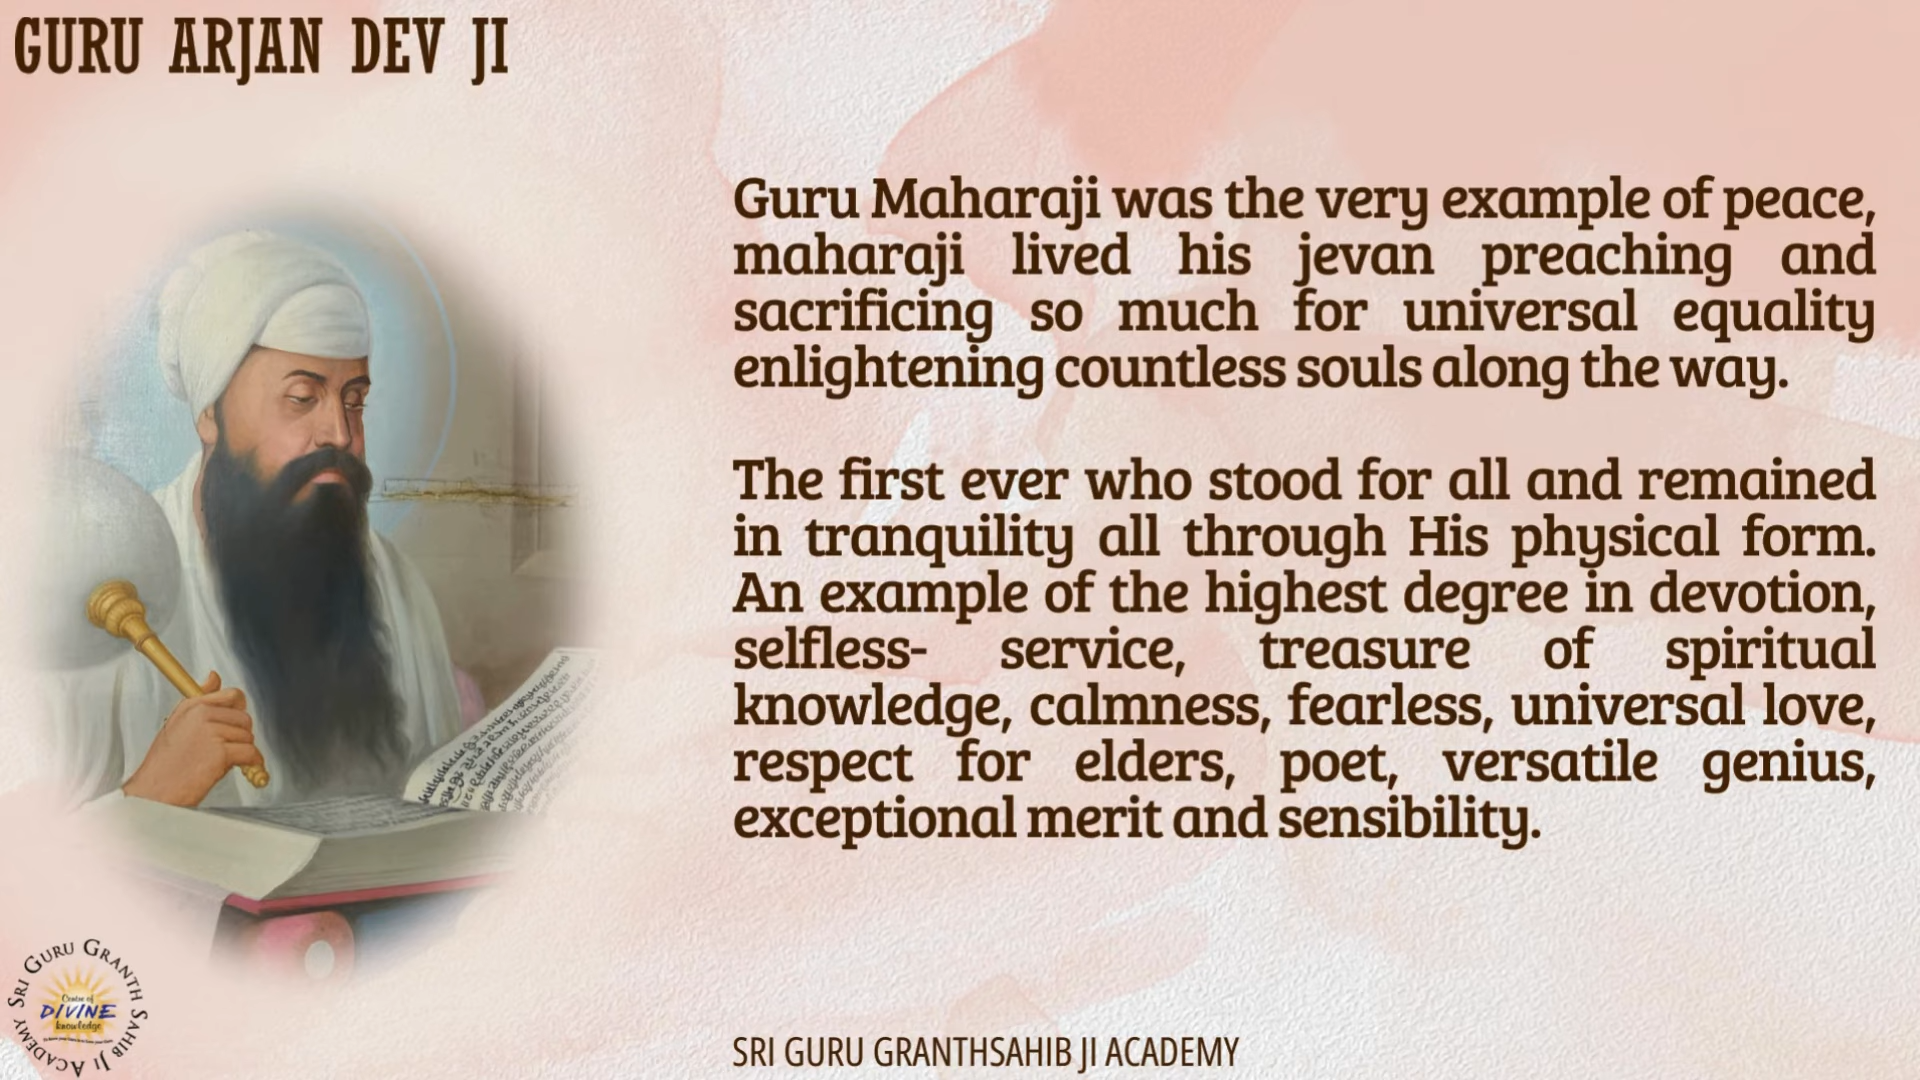 GURU ARJAN DEV JI
Guru Maharaji was the very example of peace,
maharaji lived his jevan preaching and
sacrificing so much for universal equality
enlightening countless souls along the way.
The first ever who stood for all and remained
in tranquility all through His physical form.
An example of the highest degree in devotion,
selfless- service, treasure of spiritual
knowledge, calmness, fearless, universal love,
respect for elders, poet, versatile genius,
exceptional merit and sensibility.
SRI GURU GRANTH SAHIB JI ACADEMY
Centre of
DIVINE
knowledge
SRI GURU GRANTHSAHIB JI ACADEMY